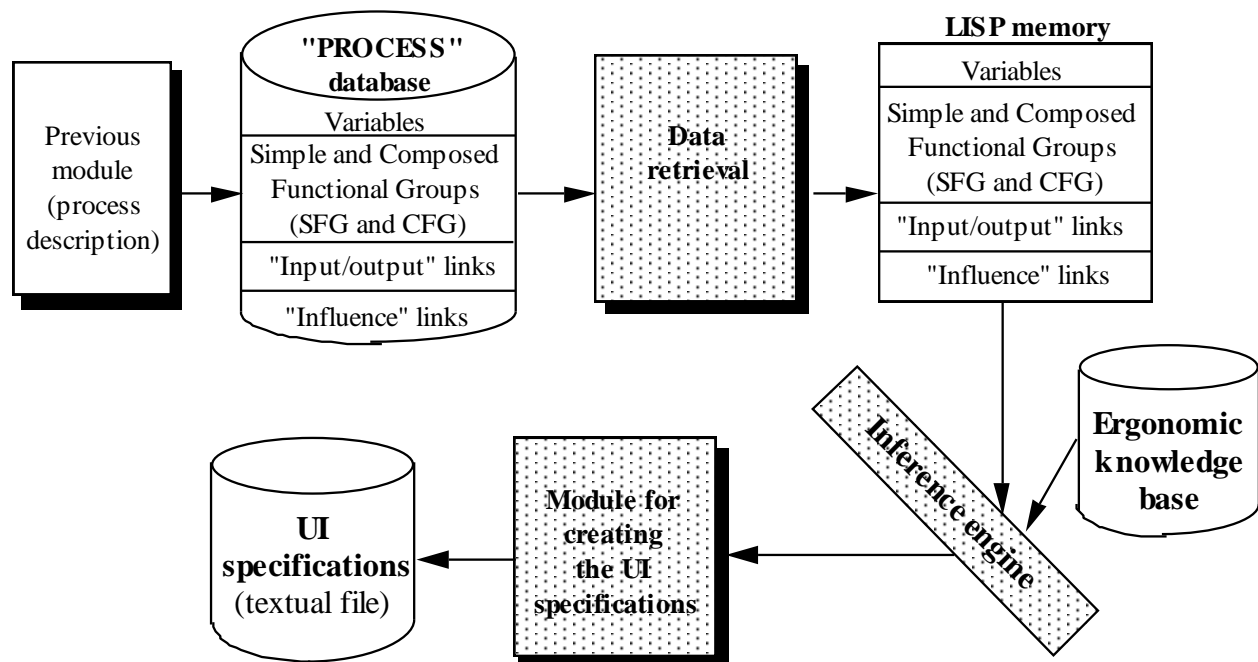 Previous
module
(process
description)
"PROCESS"
database
Variables
Simple and Composed
Functional Groups
(SFG and CFG)
"Input/output" links
"Influence" links
Data
retrieval
LISP memory
Variables
Simple and Composed
Functional Groups
(SFG and CFG)
"Input/output" links
"Influence" links
Ergonomic
knowledge
base
Inference engine
Module for
creating
the UI
specifications
UI
specifications
(textual file)